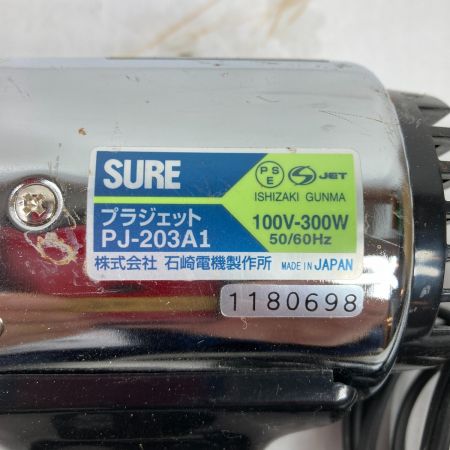 SURE
PS
E
JET
ISHIZAKI GUNMA
プラジェット
PJ-203A1
100V-300W
50/60Hz
株式会社 石崎電機製作所 MADE IN JAPAN
1180698